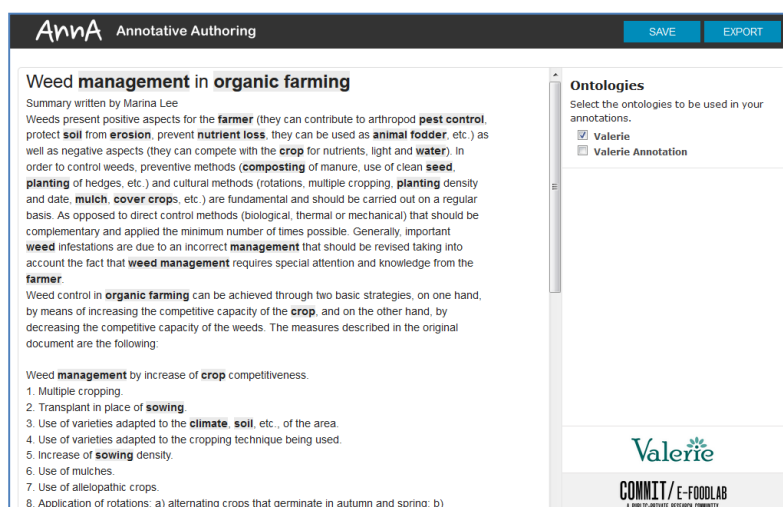 AnnA Annotative Authoring
SAVE
EXPORT
Weed management in organic farming
Summary written by Marina Lee
Weeds present positive aspects for the farmer (they can contribute to arthropod pest control,
protect soil from erosion, prevent nutrient loss, they can be used as animal fodder, etc.) as
well as negative aspects (they can compete with the crop for nutrients, light and water). In
order to control weeds, preventive methods (composting of manure, use of clean seed,
planting of hedges, etc.) and cultural methods (rotations, multiple cropping, planting density
and date, mulch, cover crops, etc.) are fundamental and should be carried out on a regular
basis. As opposed to direct control methods (biological, thermal or mechanical) that should be
complementary and applied the minimum number of times possible. Generally, important
weed infestations are due to an incorrect management that should be revised taking into
account the fact that weed management requires special attention and knowledge from the
farmer.
Weed control in organic farming can be achieved through two basic strategies, on one hand,
by means of increasing the competitive capacity of the crop, and on the other hand, by
decreasing the competitive capacity of the weeds. The measures described in the original
document are the following:
Weed management by increase of crop competitiveness.
1. Multiple cropping.
2. Transplant in place of sowing.
3. Use of varieties adapted to the climate, soil, etc., of the area.
4. Use of varieties adapted to the cropping technique being used.
5. Increase of sowing density.
6. Use of mulches.
7. Use of allelopathic crops.
8. Application of rotations: a) alternating crops that germinate in autumn and spring; b)
Ontologies
Select the ontologies to be used in your
annotations.
Valerie
Valerie Annotation
Valerie
COMMIT/ E-FOODLAB
A PUBLIC-PRIVATE RESEARCH COMMUNITY